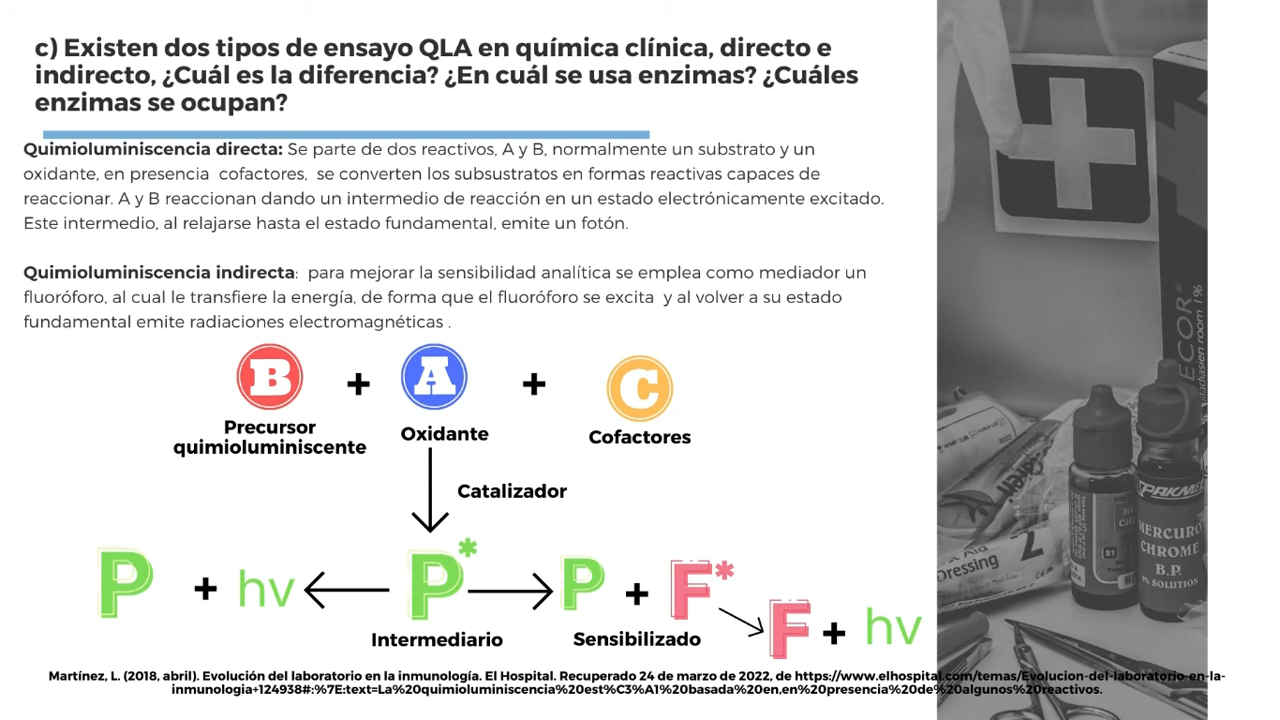 c) Existen dos tipos de ensayo QLA en química clínica, directo e
indirecto, ¿Cuál es la diferencia? ¿En cuál se usa enzimas? ¿Cuáles
enzimas se ocupan?
Quimioluminiscencia directa: Se parte de dos reactivos, A y B, normalmente un substrato y un
oxidante, en presencia cofactores, se converten los subsustratos en formas reactivas capaces de
reaccionar. A y B reaccionan dando un intermedio de reacción en un estado electrónicamente excitado.
Este intermedio, al relajarse hasta el estado fundamental, emite un fotón.
Quimioluminiscencia indirecta: para mejorar la sensibilidad analítica se emplea como mediador un
fluoróforo, al cual le transfiere la energía, de forma que el fluoróforo se excita y al volver a su estado
fundamental emite radiaciones electromagnéticas .
B + A + C
Precursor
quimioluminiscente
Oxidante
Cofactores
Catalizador
P + hv P* P + F*
F + hv
Intermediario
Sensibilizado
Martínez, L. (2018, abril). Evolución del laboratorio en la inmunología. El Hospital. Recuperado 24 de marzo de 2022, de https://www.elhospital.com/temas/Evolucion-del-laboratorio-en-la-
inmunologia+124938#:%7E:text=La%20quimioluminiscencia%20est%C3%A1%20basada%20en,en%20presencia%20de%20algunos%20reactivos.
ECOR®
MERCURO
CHROME
B.P.
1% SOLUTION
Dressing
2
S1